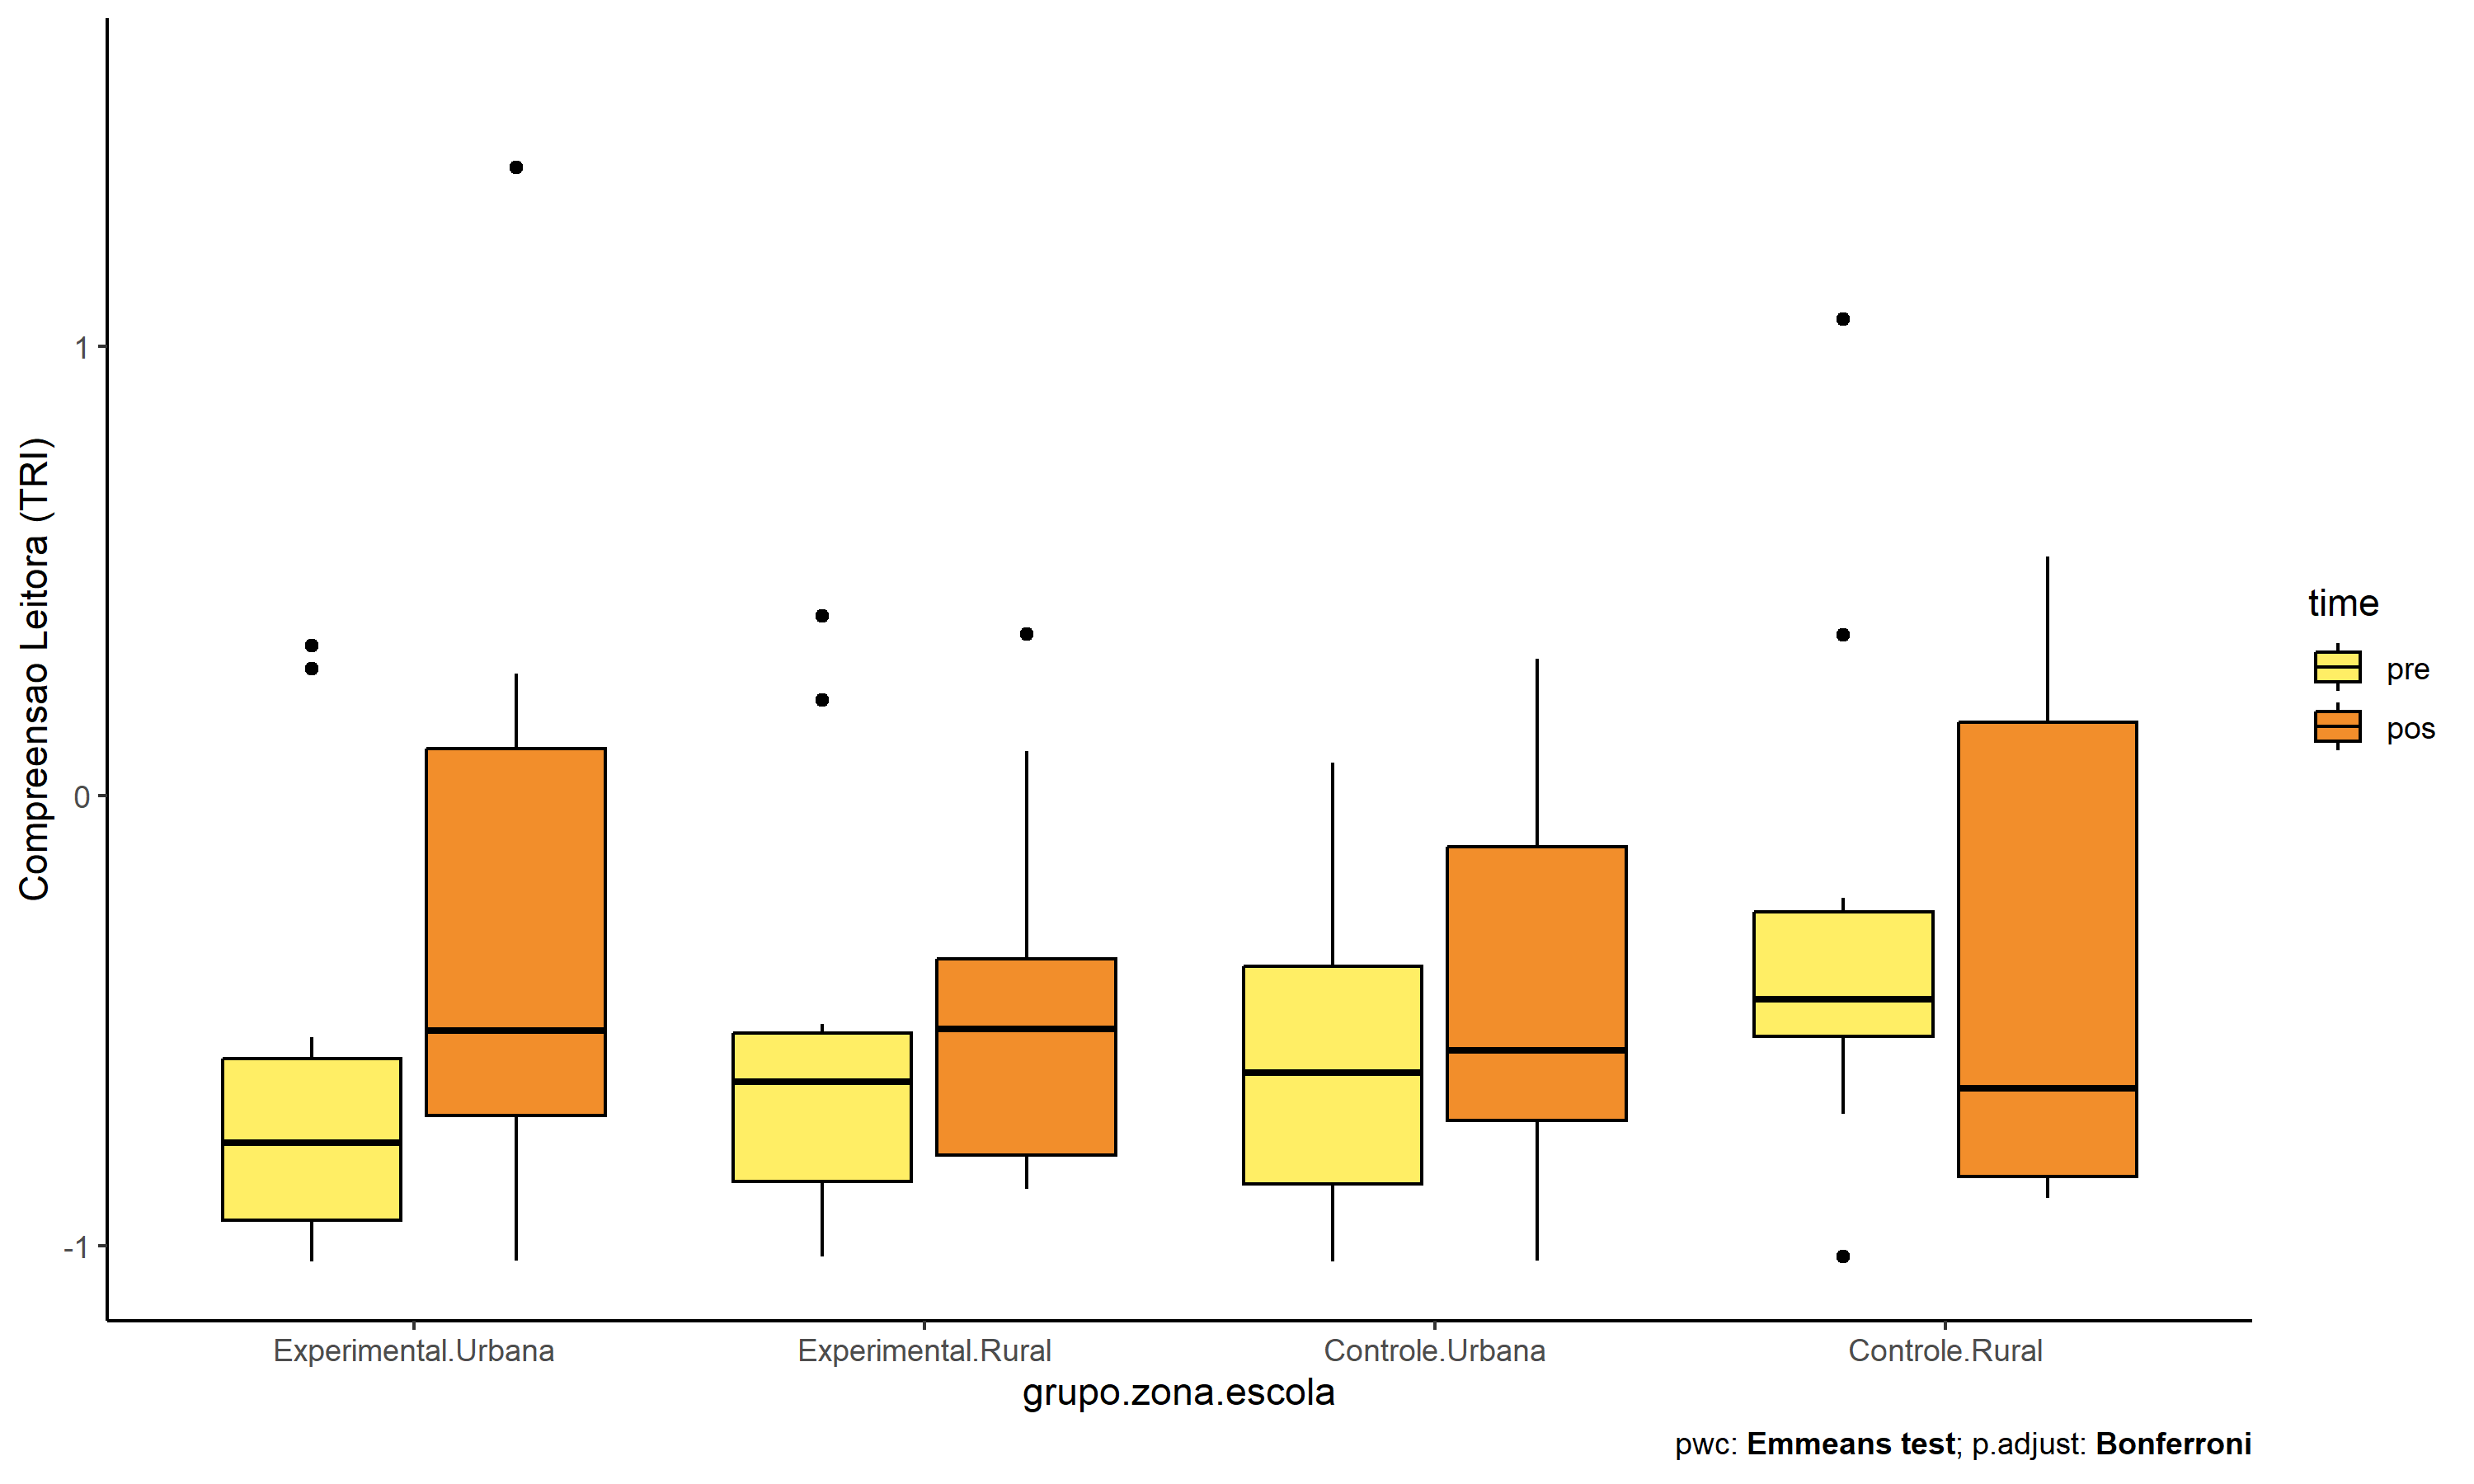 Compreensao Leitora (TRI)
1
0
-1
Experimental.Urbana
Experimental.Rural
Controle.Urbana
Controle.Rural
grupo.zona.escola
time
pre
pos
pwc: Emmeans test; p.adjust: Bonferroni